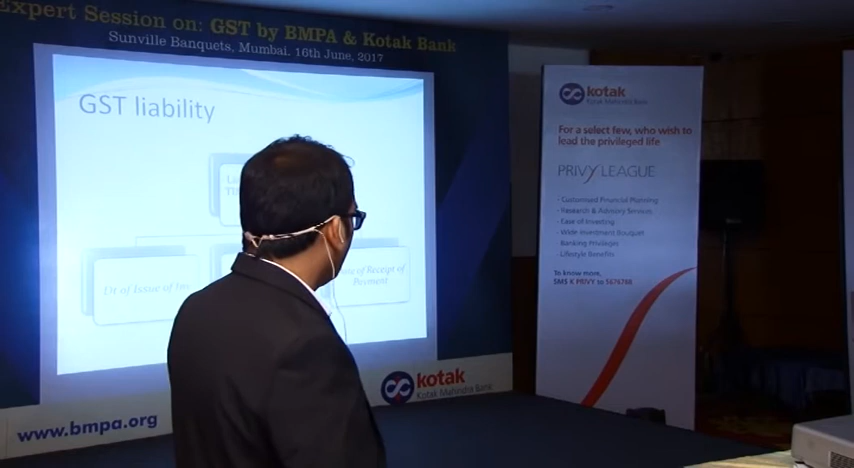 Expert Session on: GST by BMPA & Kotak Bank
Sunville Banquets, Mumbai. 16th June, 2017
GST liability
Dt of Issue of Inv
of Receipt of
Payment
kotak
Kotak Mahindra Bank
www.bmpa.org
kotak
Kotak Mahindra Bank
For a select few, who wish to
lead the privileged life
PRIVY LEAGUE
• Customised Financial Planning
• Research & Advisory Services
• Ease of Investing
• Wide Investment Bouquet
• Banking Privileges
• Lifestyle Benefits
To know more,
SMS K PRIVY to 5676788